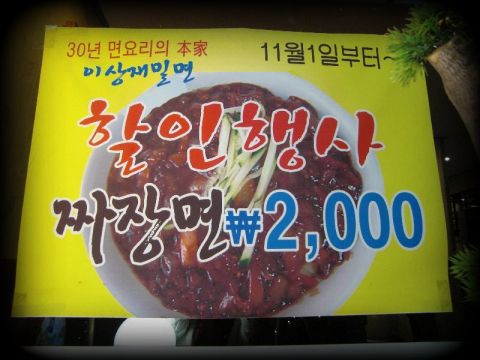 30년 면요리의 本家 11월1일부터~
이상재밀면
할인행사
짜장면₩2,000